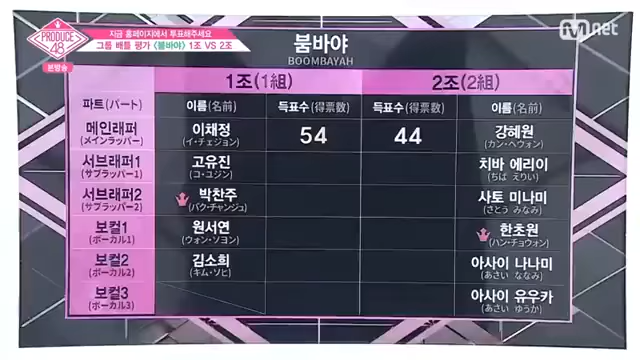 PRODUCE 48
본방송
지금 홈페이지에서 투표해주세요
그룹 배틀 평가 〈붐바야〉 1조 VS 2조
Mnet
붐바야
BOOMBAYAH
1조(1組) 2조(2組)
파트(パート) 이름(名前) 득표수(得票数) 득표수(得票数) 이름(名前)
메인래퍼 이채정 54 44 강혜원
(メインラッパー) (イ・チェジョン) (カン・ヘウォン)
서브래퍼1 고유진 치바 에리이
(サブラッパー1) (コ・ユジン) (ちば えりい)
서브래퍼2 박찬주 사토 미나미
(サブラッパー2) (パク・チャンジュ) (さとう みなみ)
보컬1 원서연 한초원
(ボーカル1) (ウォン・ソヨン) (ハン・チョウォン)
보컬2 김소희 아사이 나나미
(ボーカル2) (キム・ソヒ) (あさい ななみ)
보컬3 아사이 유우카
(ボーカル3) (あさい ゆうか)